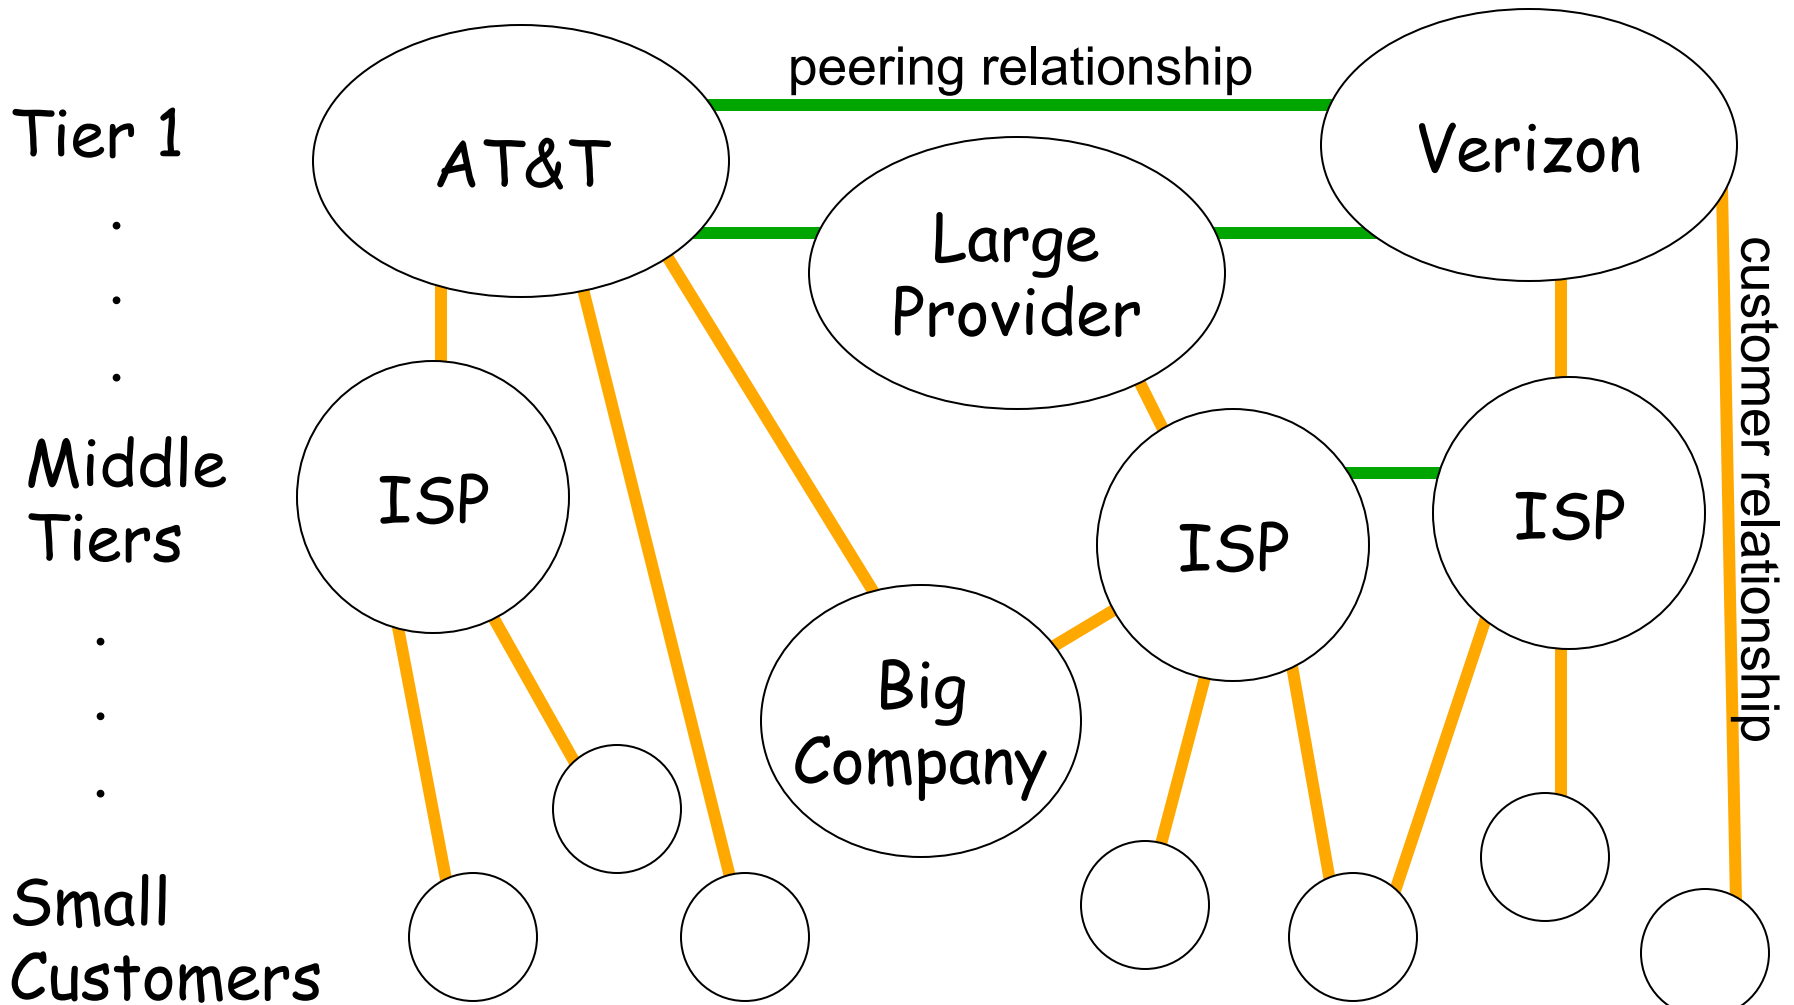 peering relationship
Tier 1
AT&T
Verizon
Large
Provider
customer relationship
Middle
Tiers
ISP
ISP
ISP
Big
Company
Small
Customers